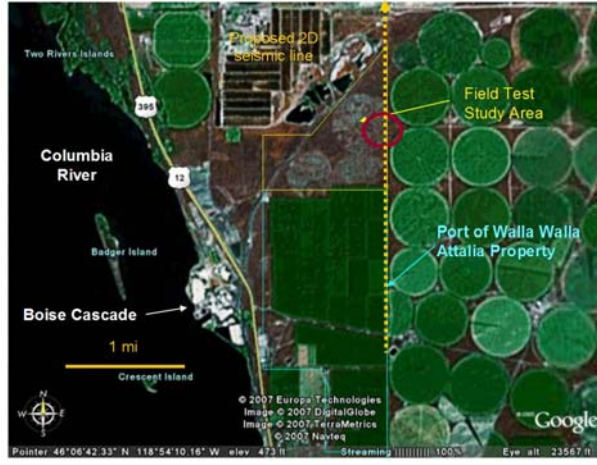 Proposed 2D
seismic line
Two Rivers Islands
395
Field Test
Study Area
Columbia
River
12
Port of Walla Walla
Attalia Property
Badger Island
Boise Cascade
1 mi
Crescent Island
N
W E
S
© 2007 Europa Technologies
Image © 2007 DigitalGlobe
Image © 2007 TerraMetrics
© 2007 Navteq
Google
Pointer 46°06'42.33" N 118°54'10.16" W elev 473 ft Streaming 100% Eye alt 23567 ft